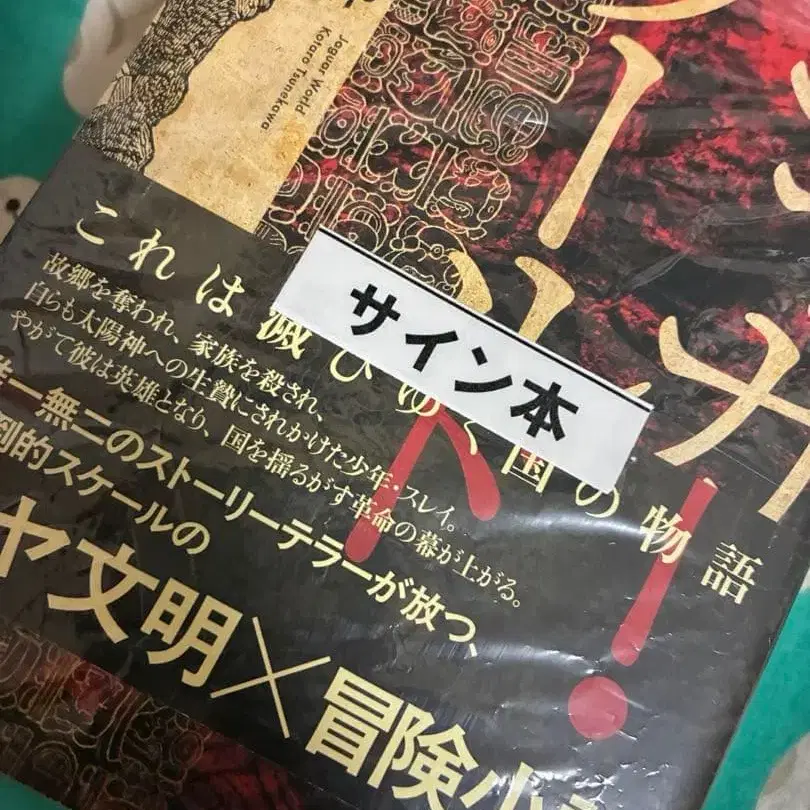 Jaguer World
Kotaro Tsunekawa
サイン本
これは滅びゆく国の物語
故郷を奪われ、家族を殺され、
自らも太陽神への生贄にされかけた少年・スレイ。
やがて彼は英雄となり、国を揺るがす革命の幕が上がる。
一無二のストーリーテラーが放つ、
倒的スケールの
ヤ文明×冒険小